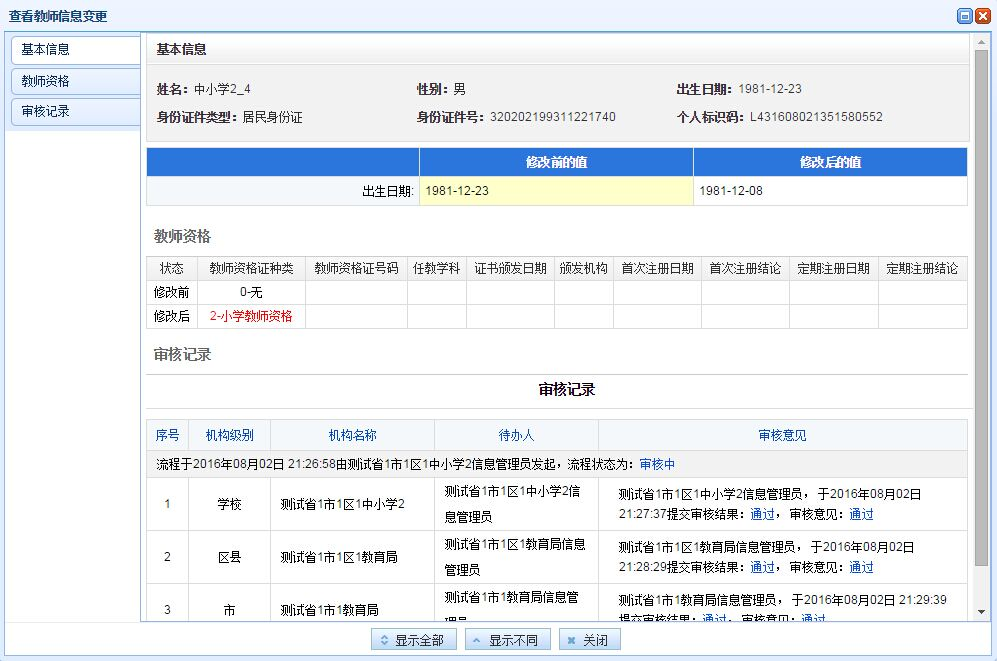 查看教师信息变更
基本信息
教师资格
审核记录
基本信息
姓名：中小学2_4 性别：男 出生日期：1981-12-23
身份证件类型：居民身份证 身份证件号：320202199311221740 个人标识码：L431608021351580552
修改前的值 修改后的值
出生日期: 1981-12-23 1981-12-08
教师资格
状态 教师资格证种类 教师资格证号码 任教学科 证书颁发日期 颁发机构 首次注册日期 首次注册结论 定期注册日期 定期注册结论
修改前 0-无
修改后 2-小学教师资格
审核记录
审核记录
序号 机构级别 机构名称 待办人 审核意见
流程于2016年08月02日 21:26:58由测试省1市1区1中小学2信息管理员发起，流程状态为：审核中
1 学校 测试省1市1区1中小学2 测试省1市1区1中小学2信
息管理员
测试省1市1区1中小学2信息管理员，于2016年08月02日
21:27:37提交审核结果：通过，审核意见：通过
2 区县 测试省1市1区1教育局 测试省1市1区1教育局信息
管理员
测试省1市1区1教育局信息管理员，于2016年08月02日
21:28:29提交审核结果：通过，审核意见：通过
3 市 测试省1市1教育局 测试省1市1教育局信息管
理员
测试省1市1教育局信息管理员，于2016年08月02日 21:29:39
提交审核结果：通过，审核意见：通过
显示全部 显示不同 关闭